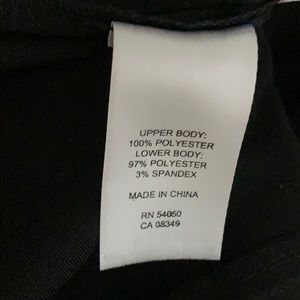 UPPER BODY:
100% POLYESTER
LOWER BODY:
97% POLYESTER
3% SPANDEX
MADE IN CHINA
RN 54050
CA 08349